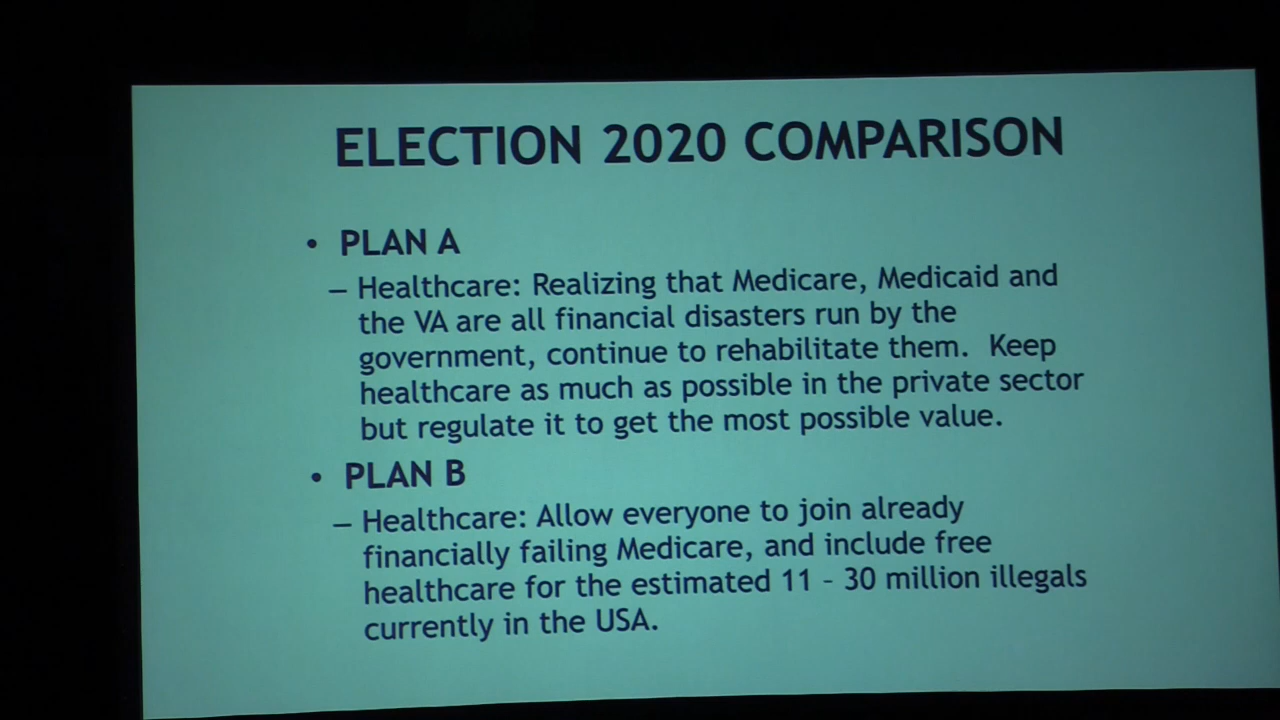 ELECTION 2020 COMPARISON
• PLAN A
– Healthcare: Realizing that Medicare, Medicaid and
the VA are all financial disasters run by the
government, continue to rehabilitate them. Keep
healthcare as much as possible in the private sector
but regulate it to get the most possible value.
• PLAN B
– Healthcare: Allow everyone to join already
financially failing Medicare, and include free
healthcare for the estimated 11 – 30 million illegals
currently in the USA.